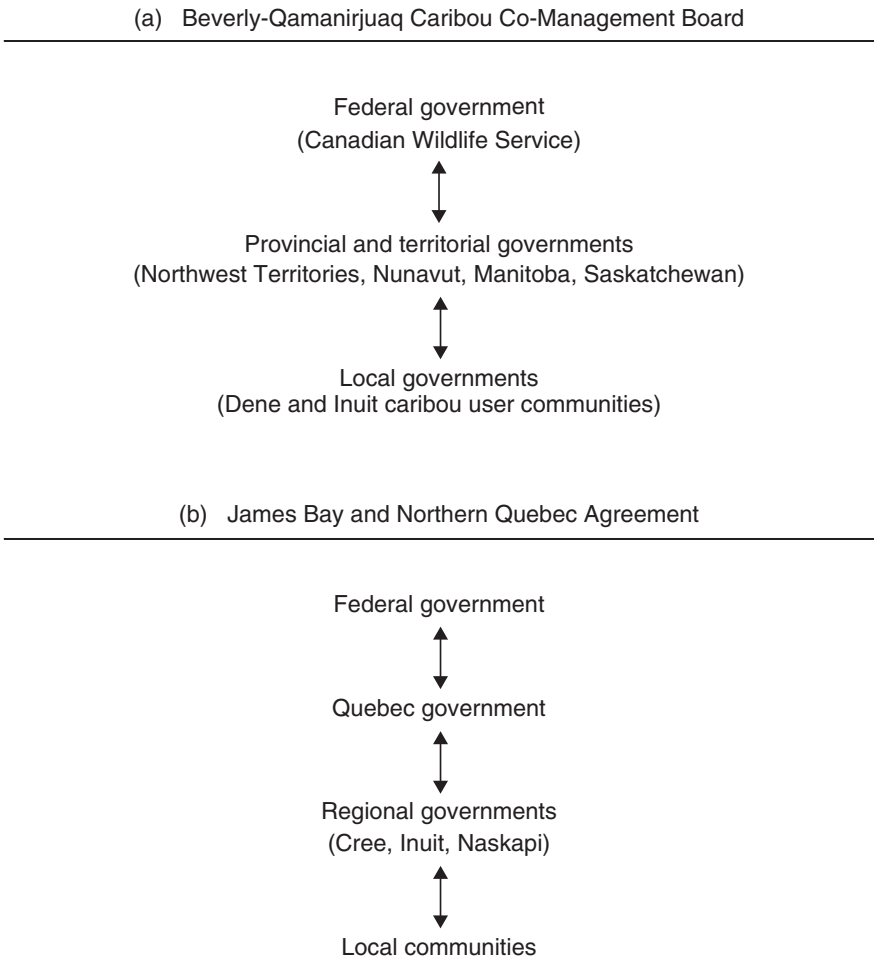 (a) Beverly-Qamanirjuaq Caribou Co-Management Board
Federal government
(Canadian Wildlife Service)
Provincial and territorial governments
(Northwest Territories, Nunavut, Manitoba, Saskatchewan)
Local governments
(Dene and Inuit caribou user communities)
(b) James Bay and Northern Quebec Agreement
Federal government
Quebec government
Regional governments
(Cree, Inuit, Naskapi)
Local communities